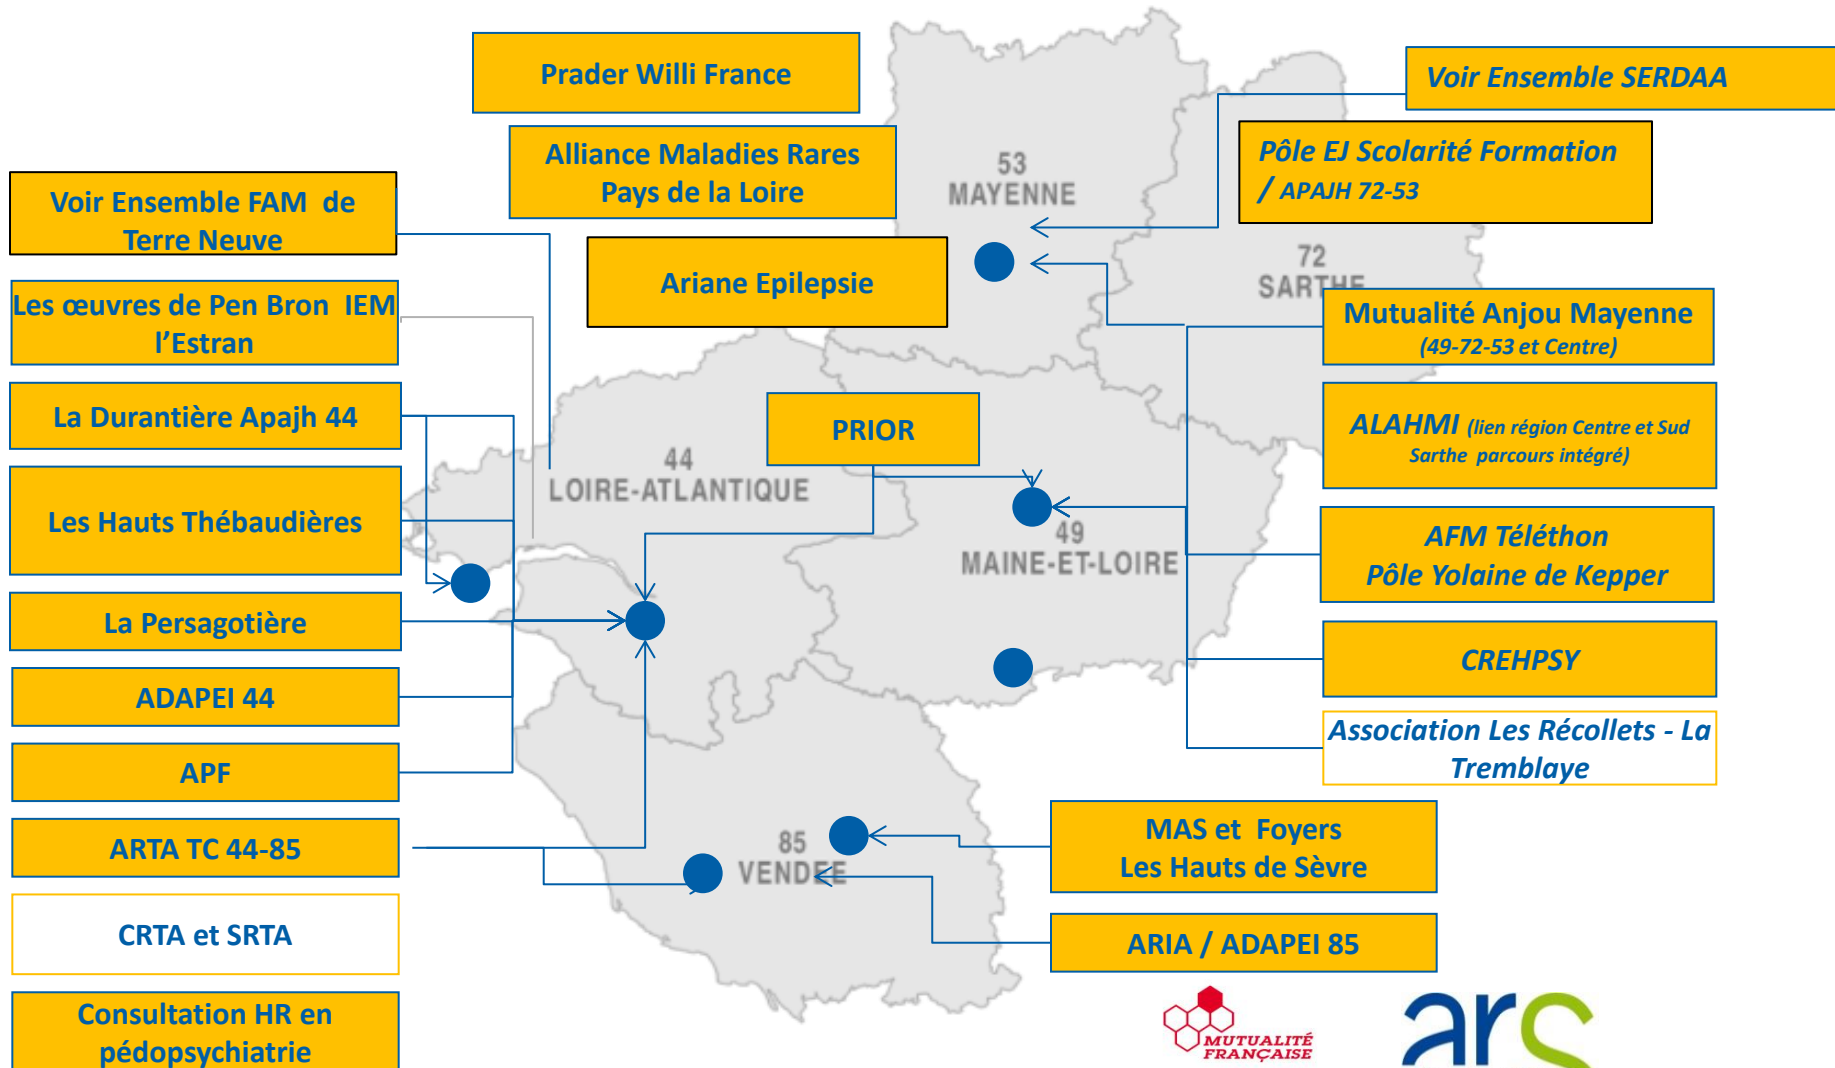 Prader Willi France
Voir Ensemble SERDAA
Alliance Maladies Rares
Pays de la Loire
53
MAYENNE
Pôle EJ Scolarité Formation
/ APAJH 72-53
Voir Ensemble FAM de
Terre Neuve
Ariane Epilepsie
72
SARTHE
Les œuvres de Pen Bron IEM
l'Estran
Mutualité Anjou Mayenne
(49-72-53 et Centre)
La Durantière Apajh 44
PRIOR
ALAHMI (lien région Centre et Sud
Sarthe parcours intégré)
44
LOIRE-ATLANTIQUE
Les Hauts Thébaudières
49
MAINE-ET-LOIRE
AFM Téléthon
Pôle Yolaine de Kepper
La Persagotière
CREHPSY
ADAPEI 44
Association Les Récollets - La
Tremblaye
APF
ARTA TC 44-85
85
VENDEE
MAS et Foyers
Les Hauts de Sèvre
CRTA et SRTA
ARIA / ADAPEI 85
Consultation HR en
pédopsychiatrie
MUTUALITÉ
FRANÇAISE
ars